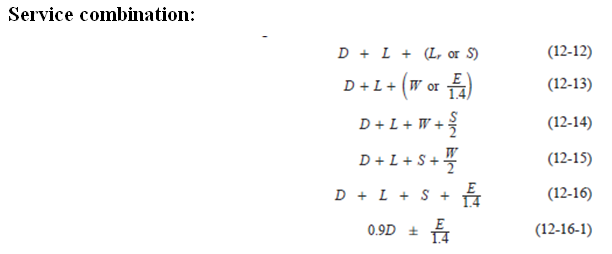 Service combination:
-
D + L + (Lr or S) (12-12)
D + L + (W or E/1.4) (12-13)
D + L + W + S/2 (12-14)
D + L + S + W/2 (12-15)
D + L + S + E/1.4 (12-16)
0.9D ± E/1.4 (12-16-1)